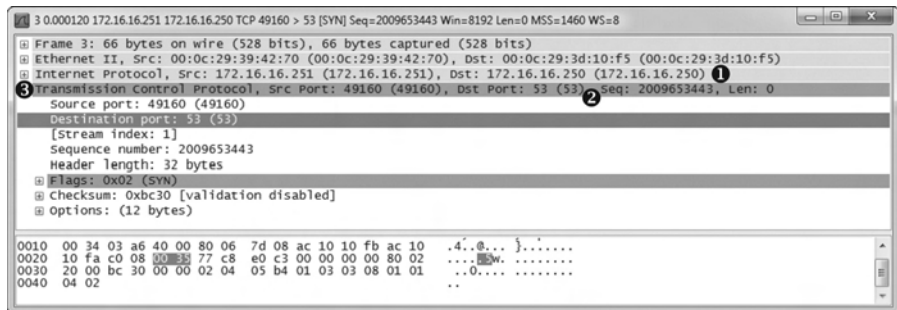 3 0.000120 172.16.16.251 172.16.16.250 TCP 49160 > 53 [SYN] Seq=2009653443 Win=8192 Len=0 MSS=1460 WS=8
Frame 3: 66 bytes on wire (528 bits), 66 bytes captured (528 bits)
Ethernet II, Src: 00:0c:29:39:42:70 (00:0c:29:39:42:70), Dst: 00:0c:29:3d:10:f5 (00:0c:29:3d:10:f5)
Internet Protocol, Src: 172.16.16.251 (172.16.16.251), Dst: 172.16.16.250 (172.16.16.250) ❶
❸ Transmission Control Protocol, Src Port: 49160 (49160), Dst Port: 53 (53) ❷ Seq: 2009653443, Len: 0
Source port: 49160 (49160)
Destination port: 53 (53)
[Stream index: 1]
Sequence number: 2009653443
Header length: 32 bytes
Flags: 0x02 (SYN)
Checksum: 0xbc30 [validation disabled]
Options: (12 bytes)
0010 00 34 03 a6 40 00 80 06 7d 08 ac 10 10 fb ac 10 .4..@... }.......
0020 10 fa c0 08 00 35 77 c8 e0 c3 00 00 00 00 80 02 .....5w. ........
0030 20 00 bc 30 00 00 02 04 05 b4 01 03 03 08 01 01 ..0.... ........
0040 04 02 ..